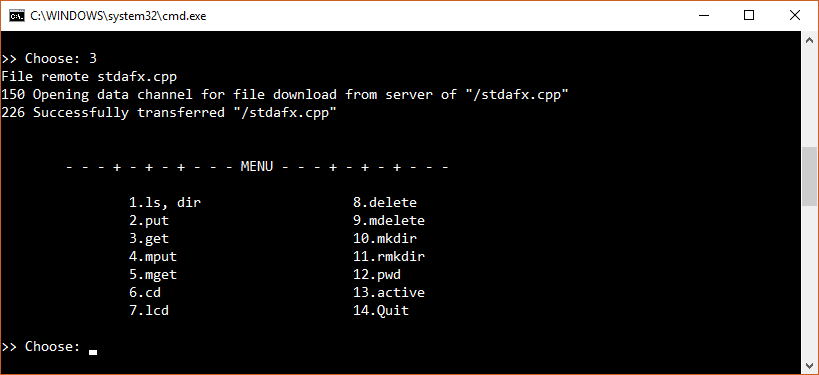 C:\WINDOWS\system32\cmd.exe
>> Choose: 3
File remote stdafx.cpp
150 Opening data channel for file download from server of "/stdafx.cpp"
226 Successfully transferred "/stdafx.cpp"
- - - + - + - + - - - MENU - - - + - + - + - - -
1.ls, dir 8.delete
2.put 9.mdelete
3.get 10.mkdir
4.mput 11.rmkdir
5.mget 12.pwd
6.cd 13.active
7.lcd 14.Quit
>> Choose: